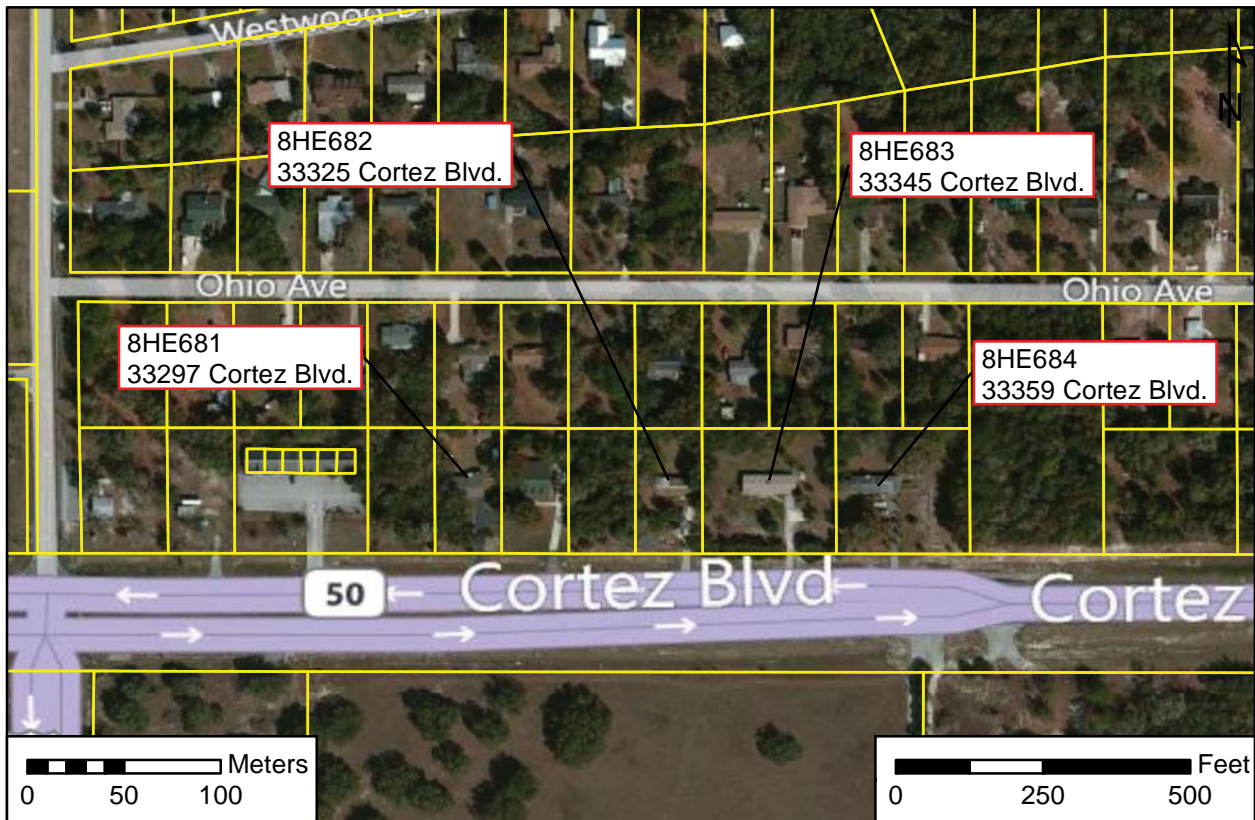 Westwood
N
8HE682
33325 Cortez Blvd.
8HE683
33345 Cortez Blvd.
Ohio Ave
Ohio Ave
8HE681
33297 Cortez Blvd.
8HE684
33359 Cortez Blvd.
50
Cortez Blvd
Cortez
Meters
0 50 100
Feet
0 250 500